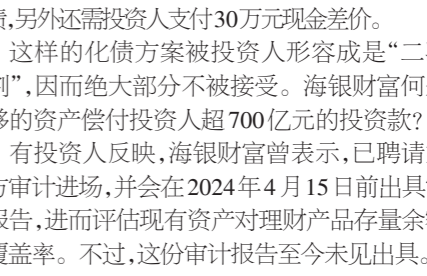 债,另外还需投资人支付30万元现金差价。
这样的化债方案被投资人形容成是“二
”,因而绝大部分不被接受。海银财富何
的资产偿付投资人超700亿元的投资款?
有投资人反映,海银财富曾表示,已聘请
方审计进场,并会在2024年4月15日前出具
报告,进而评估现有资产对理财产品存量余
覆盖率。不过,这份审计报告至今未见出具。